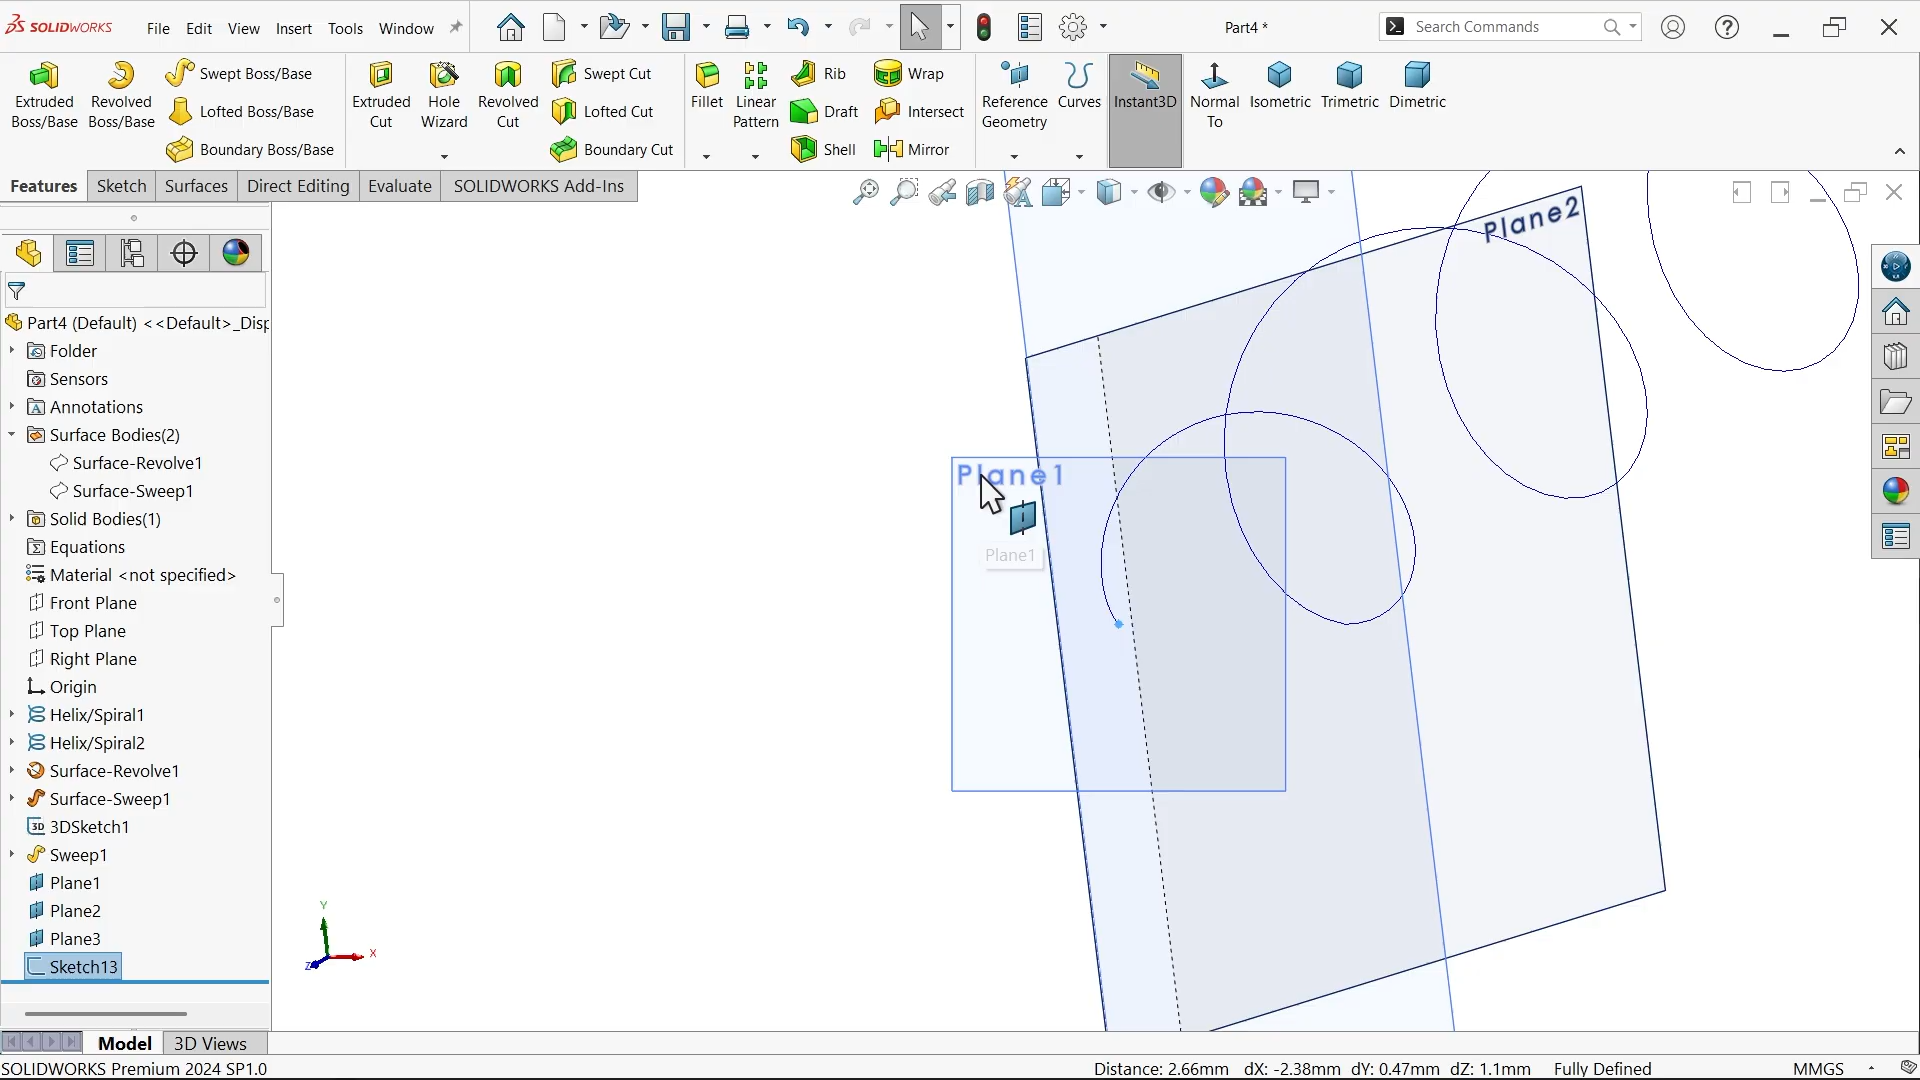 SOLIDWORKS File Edit View Insert Tools Window Part4 * Search Commands
Extruded Boss/Base
Revolved Boss/Base
Swept Boss/Base
Lofted Boss/Base
Boundary Boss/Base
Extruded Cut
Hole Wizard
Revolved Cut
Swept Cut
Lofted Cut
Boundary Cut
Fillet
Linear Pattern
Rib
Draft
Shell
Wrap
Intersect
Mirror
Reference Geometry
Curves
Instant3D
Normal To
Isometric
Trimetric
Dimetric
Features Sketch Surfaces Direct Editing Evaluate SOLIDWORKS Add-Ins
Part4 (Default) <<Default>_Disp
Folder
Sensors
Annotations
Surface Bodies(2)
Surface-Revolve1
Surface-Sweep1
Solid Bodies(1)
Equations
Material <not specified>
Front Plane
Top Plane
Right Plane
Origin
Helix/Spiral1
Helix/Spiral2
Surface-Revolve1
Surface-Sweep1
3D 3DSketch1
Sweep1
Plane1
Plane2
Plane3
Sketch13
Plane2
Plane1
Plane1
Y
X
Z
Model 3D Views
SOLIDWORKS Premium 2024 SP1.0 Distance: 2.66mm dX: -2.38mm dY: 0.47mm dZ: 1.1mm Fully Defined MMGS